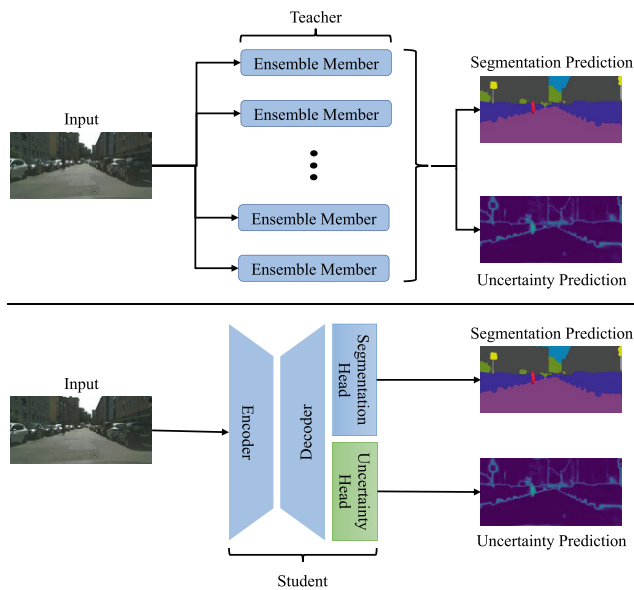 Teacher
Ensemble Member
Segmentation Prediction
Input
Ensemble Member
Ensemble Member
Ensemble Member
Uncertainty Prediction
Segmentation Prediction
Input
Encoder
Decoder
Segmentation
Head
Uncertainty
Head
Uncertainty Prediction
Student